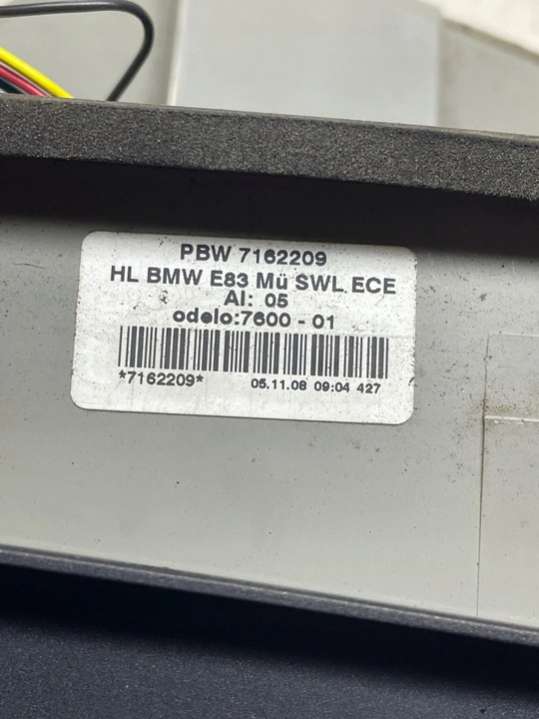 PBW 7162209
HL BMW E83 Mü SWL ECE
AI: 05
odelo:7600 - 01
*7162209* 05.11.08 09:04 427